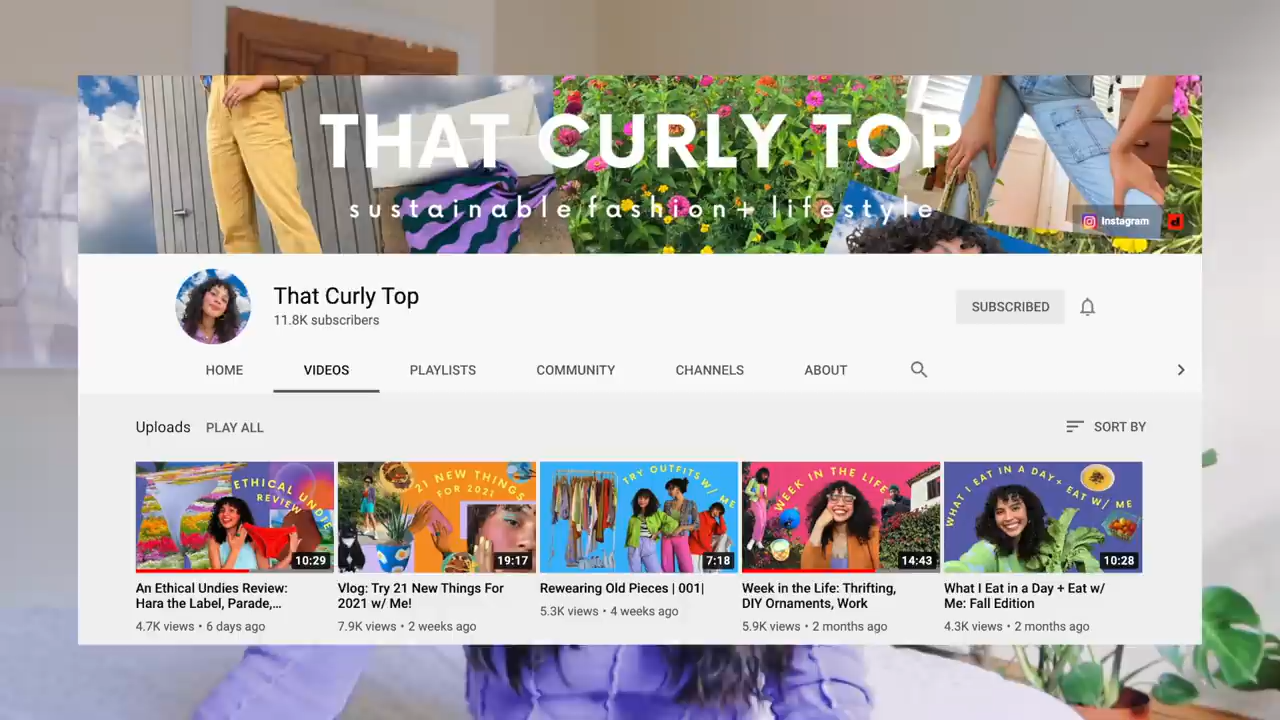 THAT CURLY TOP
sustainable fashion + lifestyle
Instagram
That Curly Top
11.8K subscribers
SUBSCRIBED
HOME
VIDEOS
PLAYLISTS
COMMUNITY
CHANNELS
ABOUT
Uploads
PLAY ALL
SORT BY
ETHICAL UNDIE
REVIEW
10:29
21 NEW THINGS
FOR 2021
19:17
TRY OUTFITS W/ ME
7:18
WEEK IN THE LIFE
14:43
WHAT I EAT IN A DAY + EAT W/ ME
10:28
An Ethical Undies Review:
Hara the Label, Parade,...
4.7K views • 6 days ago
Vlog: Try 21 New Things For
2021 w/ Me!
7.9K views • 2 weeks ago
Rewearing Old Pieces | 001|
5.3K views • 4 weeks ago
Week in the Life: Thrifting,
DIY Ornaments, Work
5.9K views • 2 months ago
What I Eat in a Day + Eat w/
Me: Fall Edition
4.3K views • 2 months ago